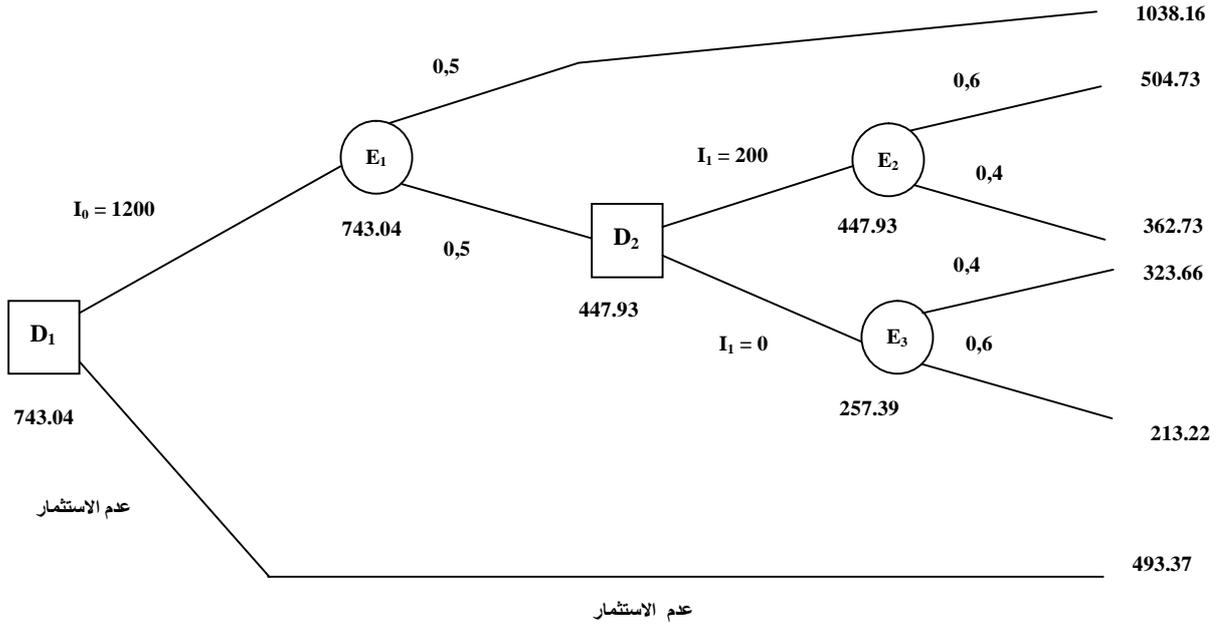 1038.16
0,5
0,6
504.73
E₁
I₁ = 200
E₂
0,4
I₀ = 1200
743.04
0,5
D₂
447.93
362.73
0,4
323.66
447.93
D₁
I₁ = 0
E₃
0,6
257.39
743.04
213.22
عدم الاستثمار
493.37
عدم الاستثمار